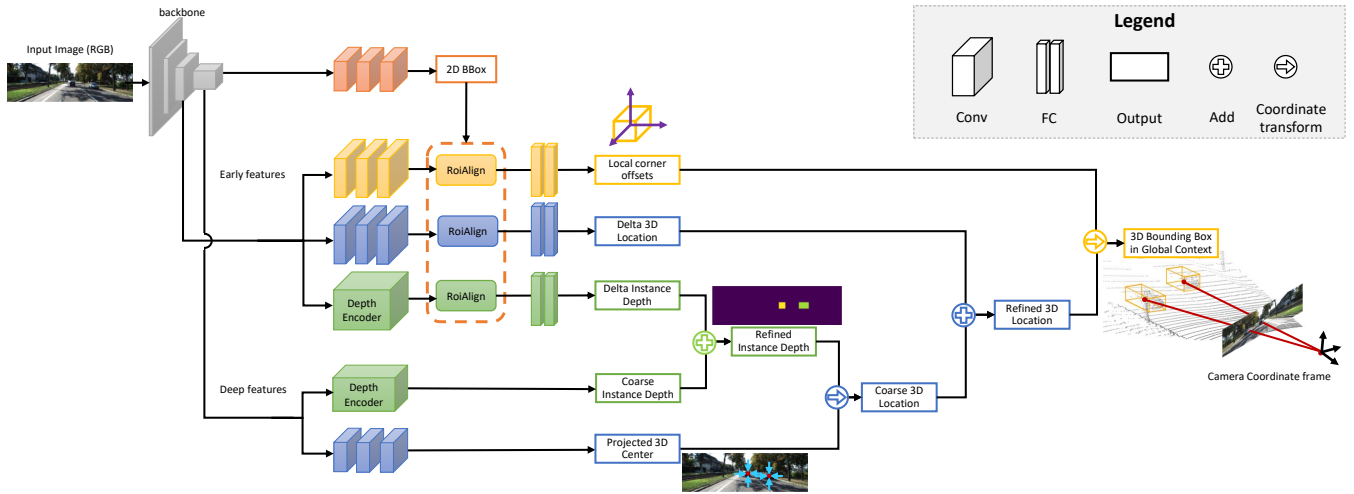 backbone
Input Image (RGB)
2D BBox
Legend
Conv
FC
Output
Add
Coordinate
transform
Early features
RoiAlign
Local corner
offsets
RoiAlign
Delta 3D
Location
3D Bounding Box
in Global Context
Depth
Encoder
RoiAlign
Delta Instance
Depth
Refined
Instance Depth
Refined 3D
Location
Deep features
Depth
Encoder
Coarse
Instance Depth
Coarse 3D
Location
Camera Coordinate frame
Projected 3D
Center